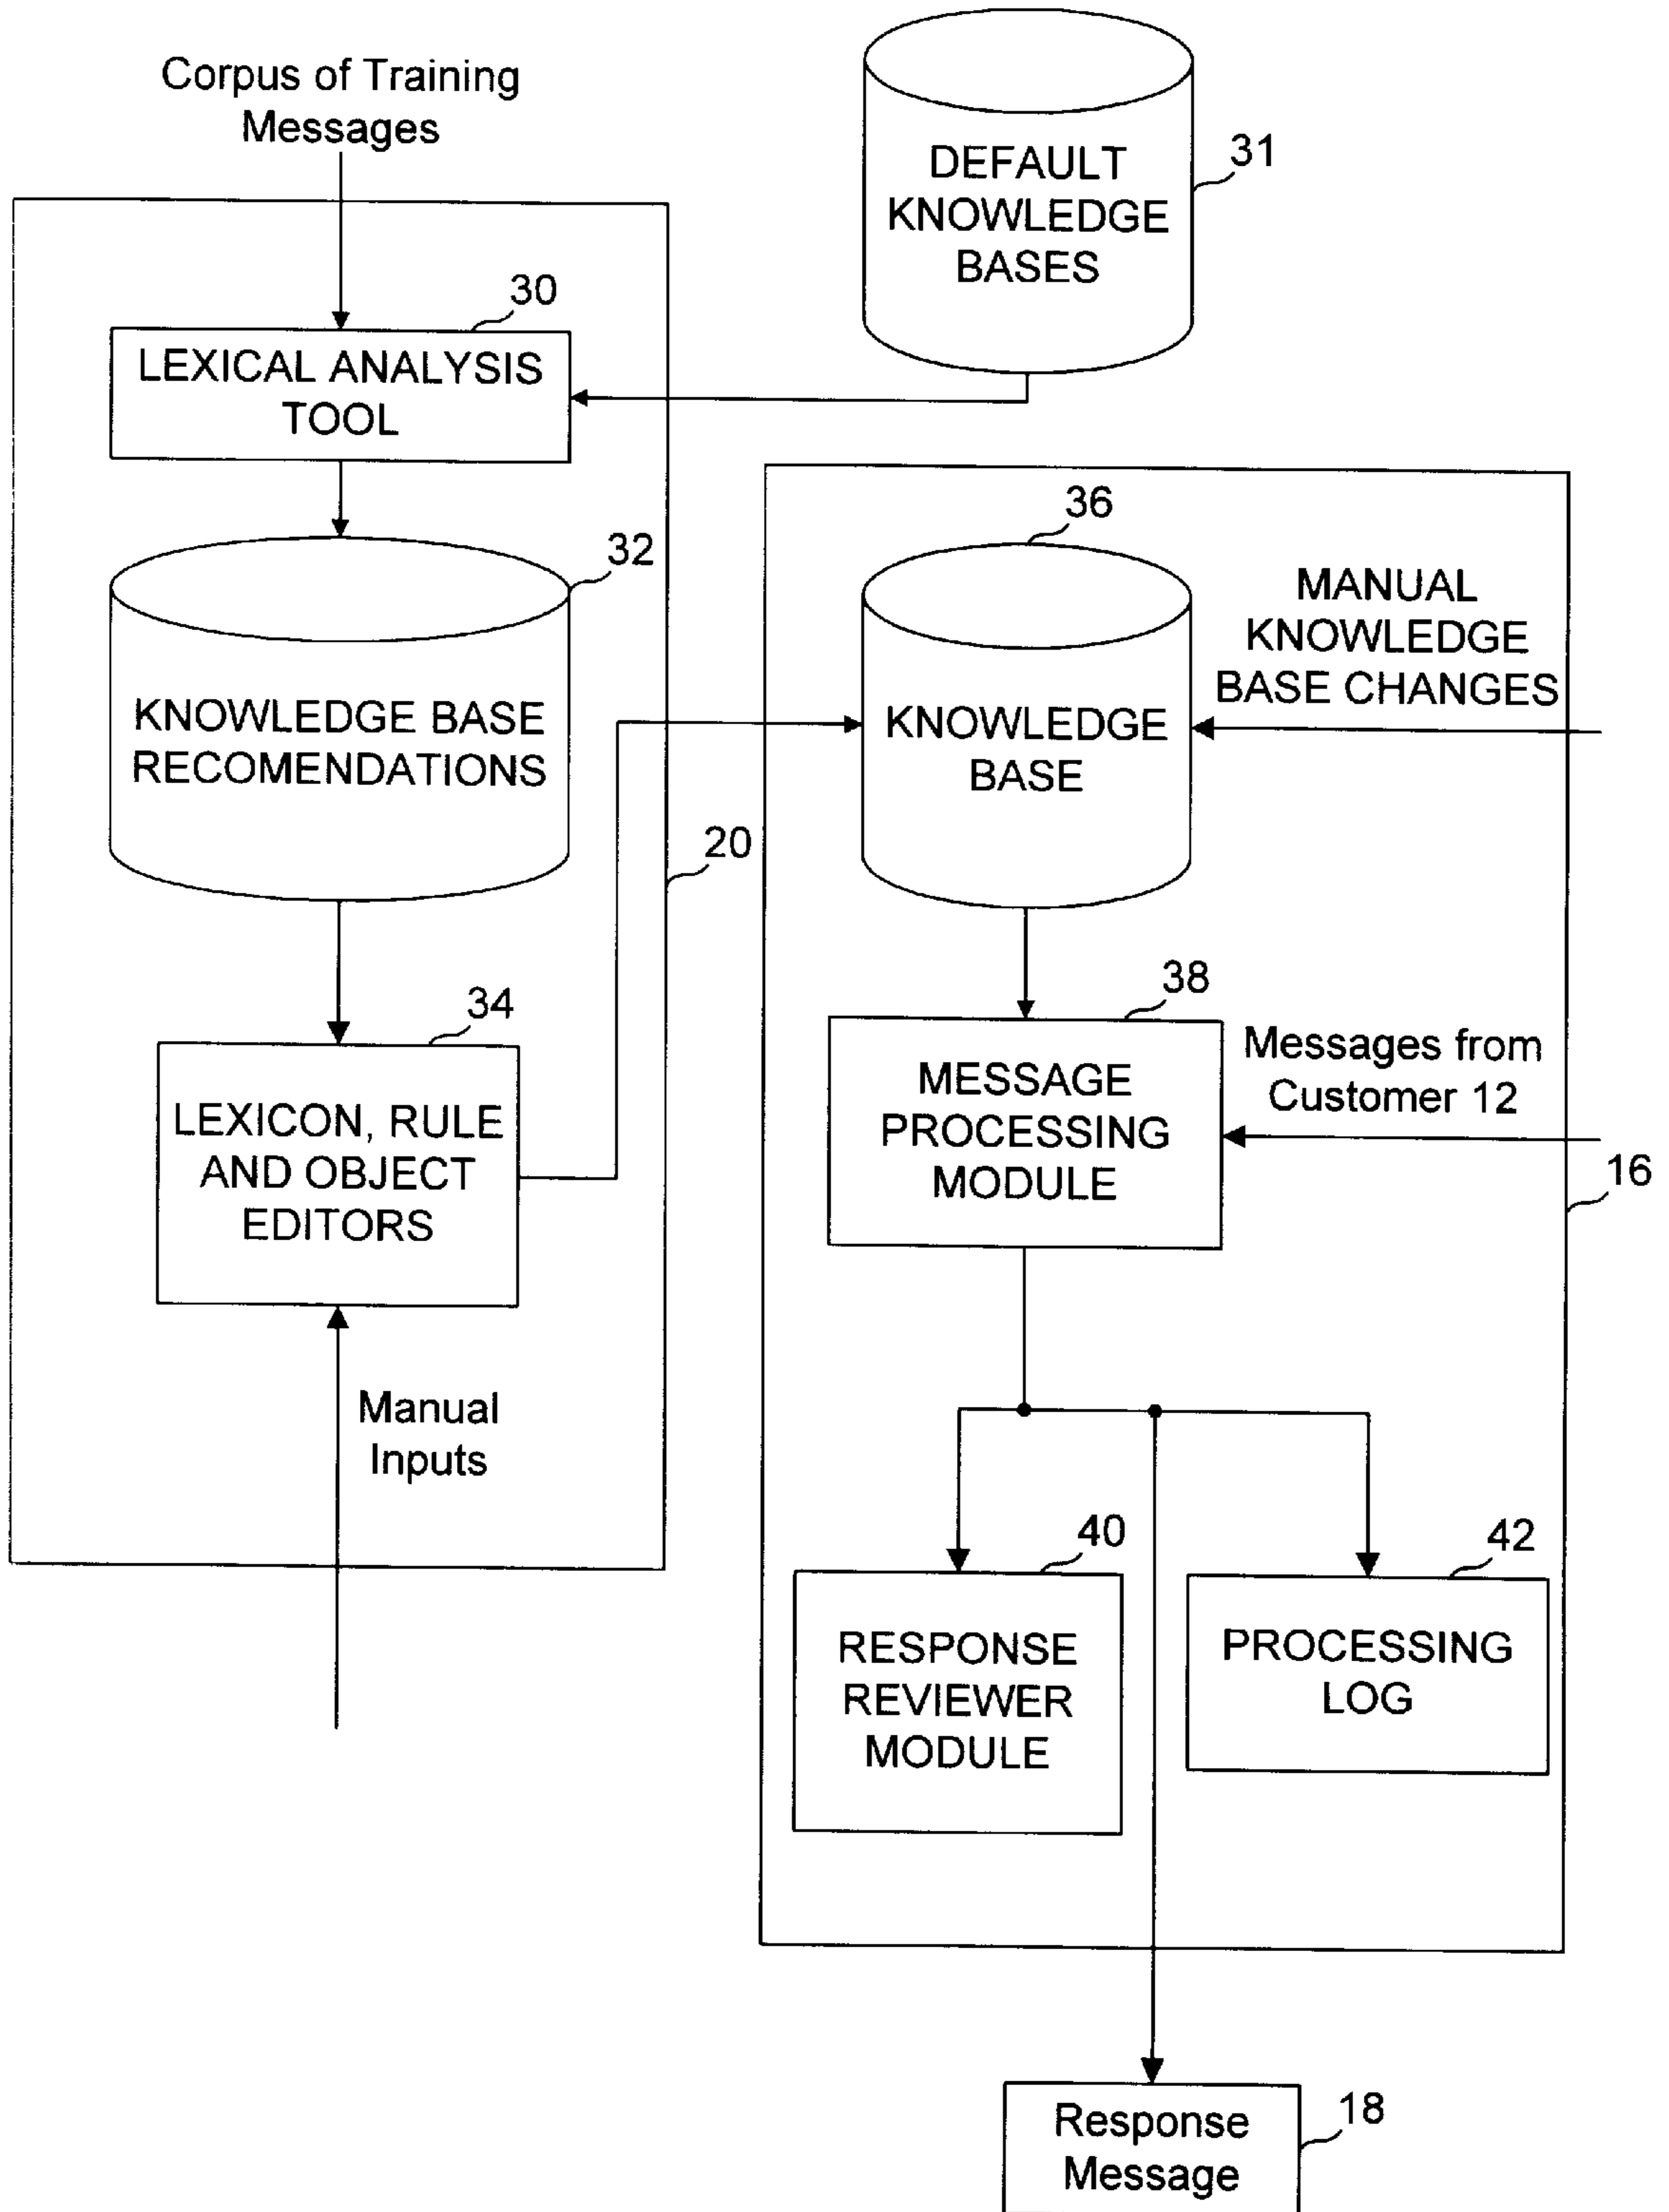 Corpus of Training
Messages
DEFAULT
KNOWLEDGE
BASES
31
30
LEXICAL ANALYSIS
TOOL
32
KNOWLEDGE BASE
RECOMENDATIONS
36
KNOWLEDGE
BASE
MANUAL
KNOWLEDGE
BASE CHANGES
20
34
LEXICON, RULE
AND OBJECT
EDITORS
38
MESSAGE
PROCESSING
MODULE
Messages from
Customer 12
16
Manual
Inputs
40
RESPONSE
REVIEWER
MODULE
42
PROCESSING
LOG
Response
Message
18